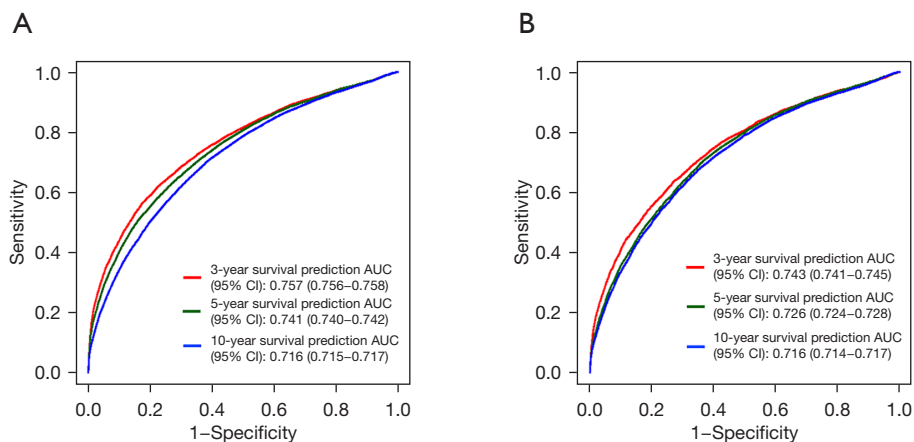 A
1.0
0.8
0.6
0.4
0.2
0.0
Sensitivity
3-year survival prediction AUC
(95% CI): 0.757 (0.756–0.758)
5-year survival prediction AUC
(95% CI): 0.741 (0.740–0.742)
10-year survival prediction AUC
(95% CI): 0.716 (0.715–0.717)
0.0 0.2 0.4 0.6 0.8 1.0
1–Specificity
B
1.0
0.8
0.6
0.4
0.2
0.0
Sensitivity
3-year survival prediction AUC
(95% CI): 0.743 (0.741–0.745)
5-year survival prediction AUC
(95% CI): 0.726 (0.724–0.728)
10-year survival prediction AUC
(95% CI): 0.716 (0.714–0.717)
0.0 0.2 0.4 0.6 0.8 1.0
1–Specificity